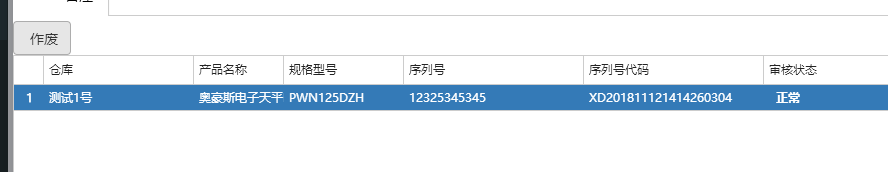 作废
仓库 产品名称 规格型号 序列号 序列号代码 审核状态
1 测试1号 奥豪斯电子天平 PWN125DZH 12325345345 XD201811121414260304 正常